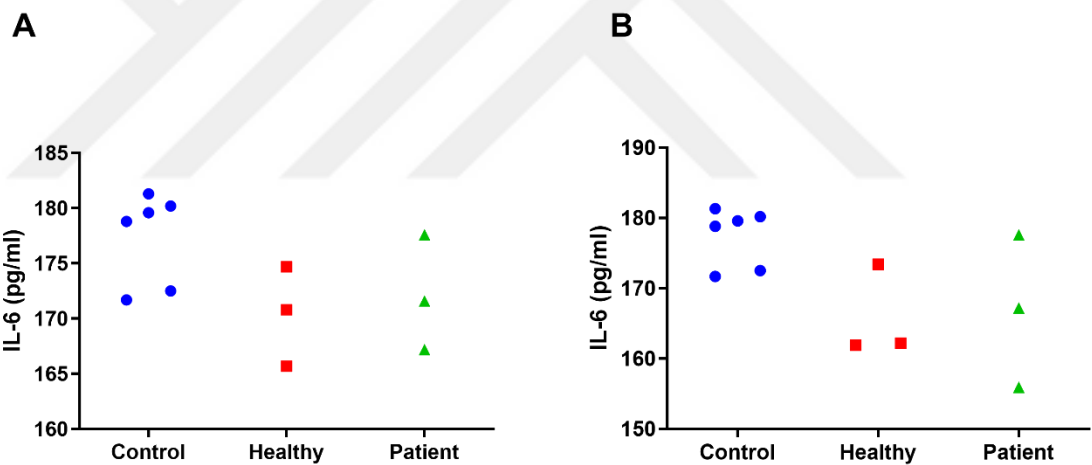 A
IL-6 (pg/ml)
185
180
175
170
165
160
Control Healthy Patient
B
IL-6 (pg/ml)
190
180
170
160
150
Control Healthy Patient